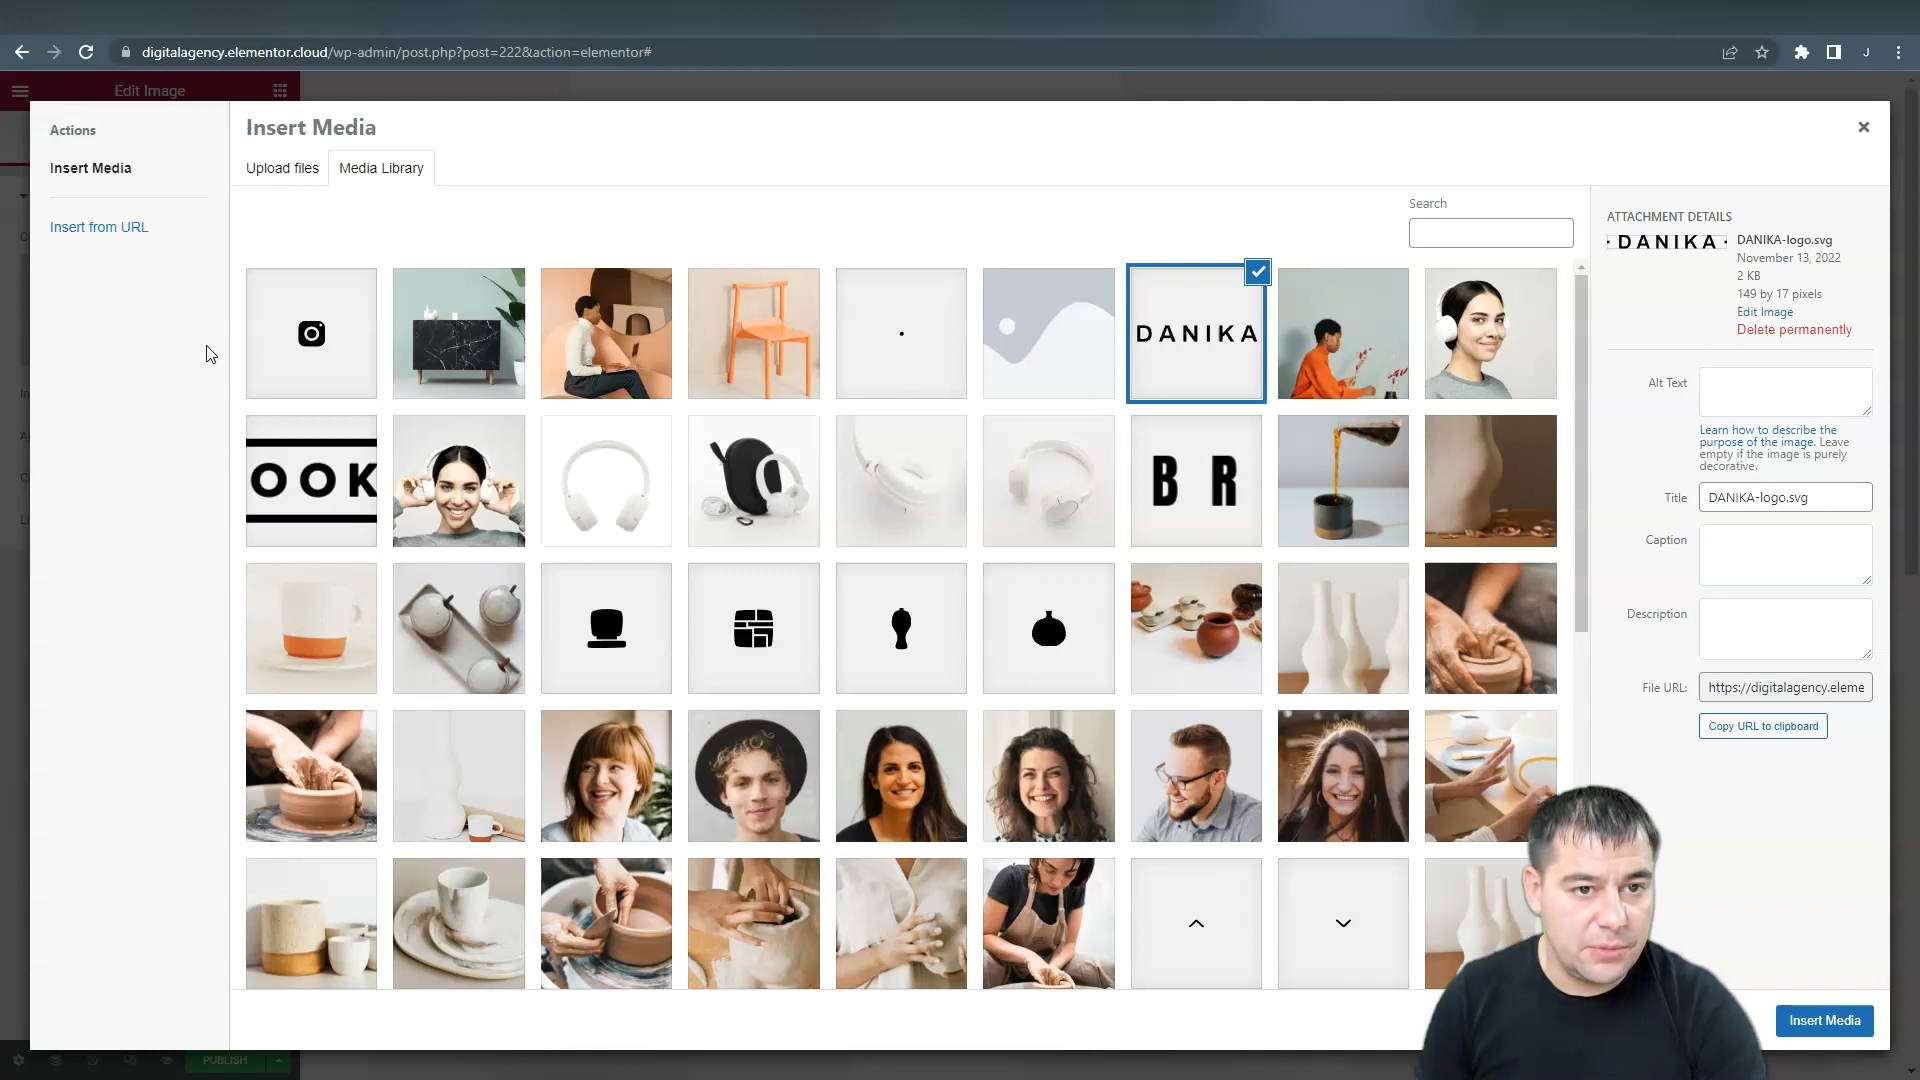 digitalagency.elementor.cloud/wp-admin/post.php?post=222&action=elementor#
J
Edit Image
Actions
Insert Media
Insert from URL
Insert Media
Upload files
Media Library
Search
DANIKA
OOK
B R
ATTACHMENT DETAILS
DANIKA
DANIKA-logo.svg
November 13, 2022
2 KB
149 by 17 pixels
Edit Image
Delete permanently
Alt Text
Learn how to describe the
purpose of the image. Leave
empty if the image is purely
decorative.
Title
DANIKA-logo.svg
Caption
Description
File URL:
https://digitalagency.eleme
Copy URL to clipboard
Insert Media
PUBLISH